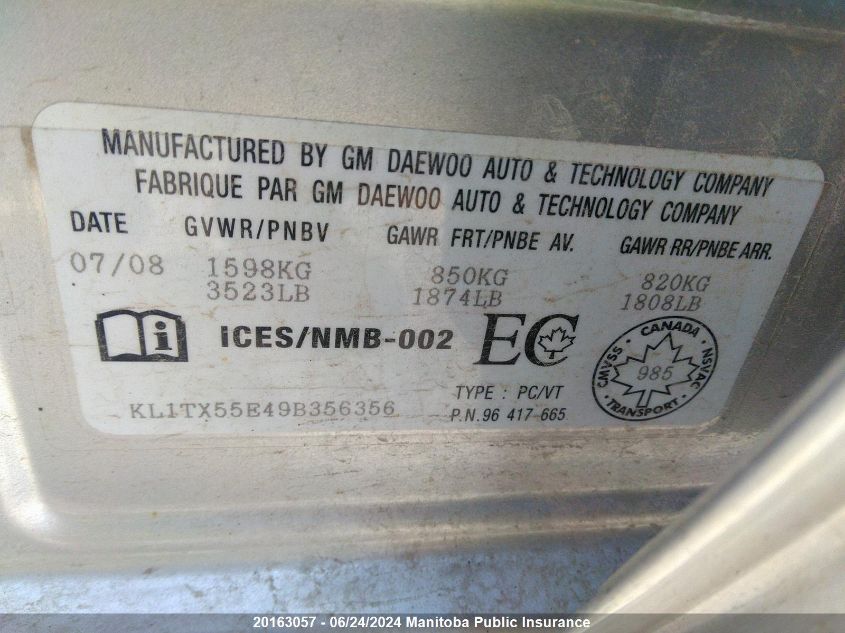 MANUFACTURED BY GM DAEWOO AUTO & TECHNOLOGY COMPANY
FABRIQUE PAR GM DAEWOO AUTO & TECHNOLOGY COMPANY
DATE GVWR/PNBV GAWR FRT/PNBE AV. GAWR RR/PNBE ARR.
07/08 1598KG 850KG 820KG
3523LB 1874LB 1808LB
i ICES/NMB-002 EC
CANADA
CMVSS 985 NSVAC
TRANSPORT
TYPE : PC/VT
KL1TX55E49B356356 P.N. 96 417 665
20163057 - 06/24/2024 Manitoba Public Insurance